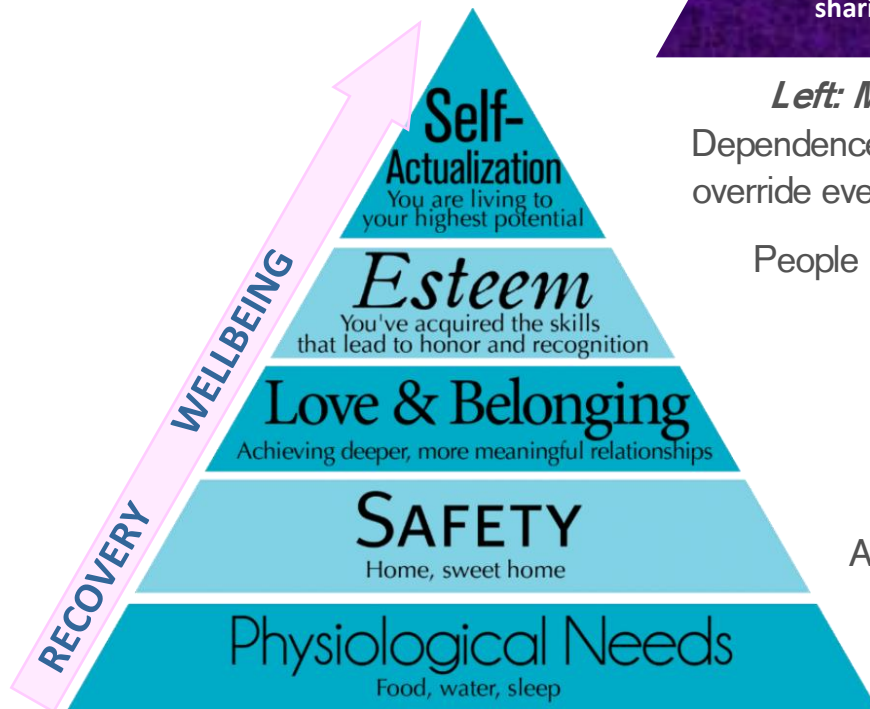 shari
Left: M
Dependence
override eve
People
A
Self-
Actualization
You are living to
your highest potential
Esteem
You've acquired the skills
that lead to honor and recognition
Love & Belonging
Achieving deeper, more meaningful relationships
SAFETY
Home, sweet home
Physiological Needs
Food, water, sleep
RECOVERY WELLBEING